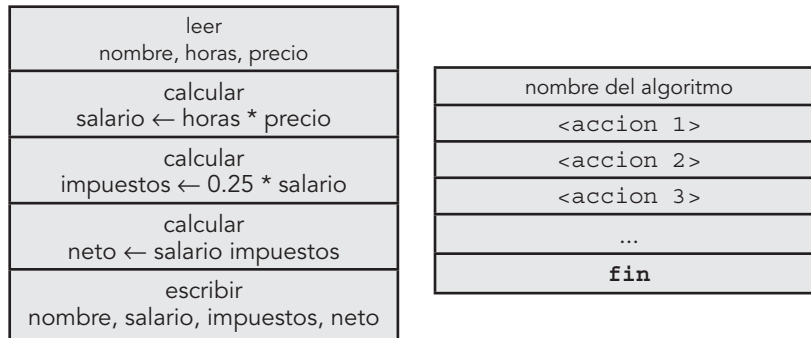 leer
nombre, horas, precio
calcular
salario ← horas * precio
calcular
impuestos ← 0.25 * salario
calcular
neto ← salario impuestos
escribir
nombre, salario, impuestos, neto
nombre del algoritmo
<accion 1>
<accion 2>
<accion 3>
...
fin